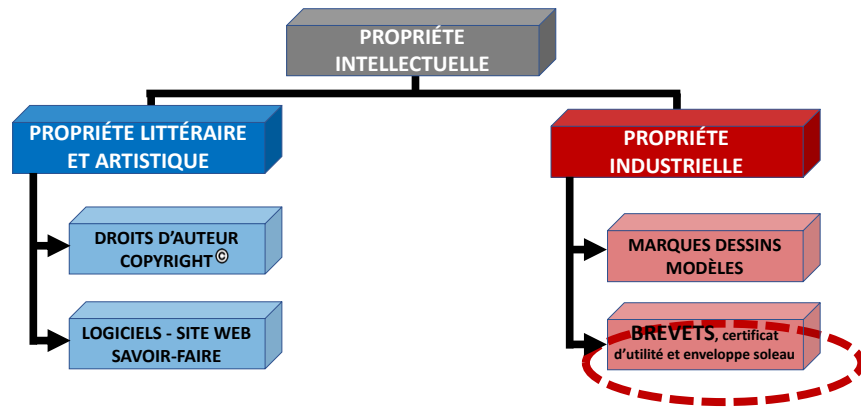 PROPRIÉTE
INTELLECTUELLE
PROPRIÉTE LITTÉRAIRE
ET ARTISTIQUE
DROITS D'AUTEUR
COPYRIGHT ©
LOGICIELS - SITE WEB
SAVOIR-FAIRE
PROPRIÉTE
INDUSTRIELLE
MARQUES DESSINS
MODÈLES
BREVETS, certificat
d'utilité et enveloppe soleau